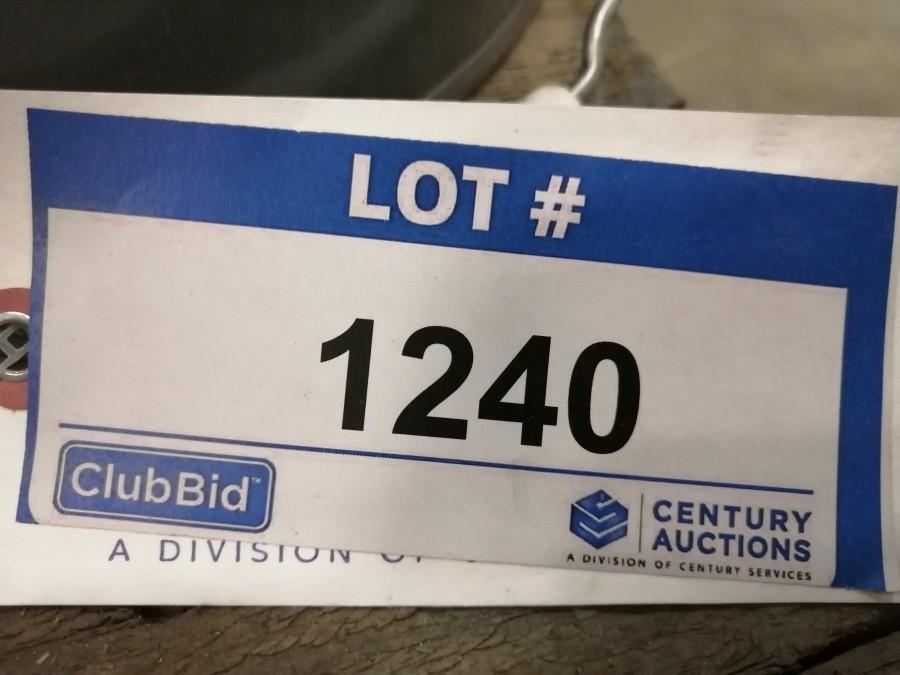 LOT #
1240
ClubBid™
CENTURY
AUCTIONS
A DIVISION OF CENTURY SERVICES
A DIVISION